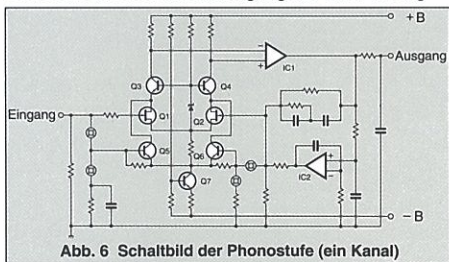 +B
Ausgang
IC1
Q3
Q4
Eingang
Q1
Q2
Q5
Q6
IC2
Q7
−B
Abb. 6 Schaltbild der Phonostufe (ein Kanal)